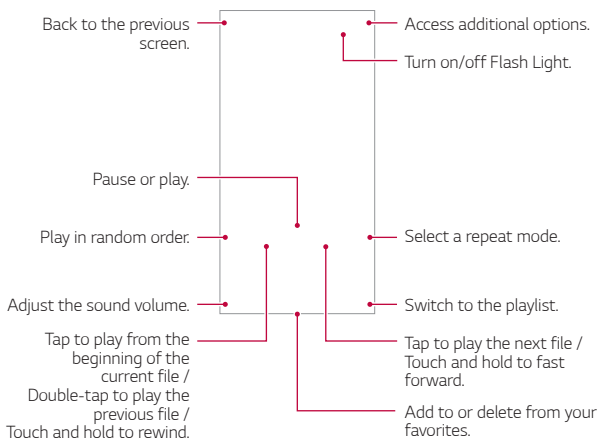 Back to the previous
screen.
Access additional options.
Turn on/off Flash Light.
Pause or play.
Play in random order.
Select a repeat mode.
Adjust the sound volume.
Switch to the playlist.
Tap to play from the
beginning of the
current file /
Double-tap to play the
previous file /
Touch and hold to rewind.
Tap to play the next file /
Touch and hold to fast
forward.
Add to or delete from your
favorites.